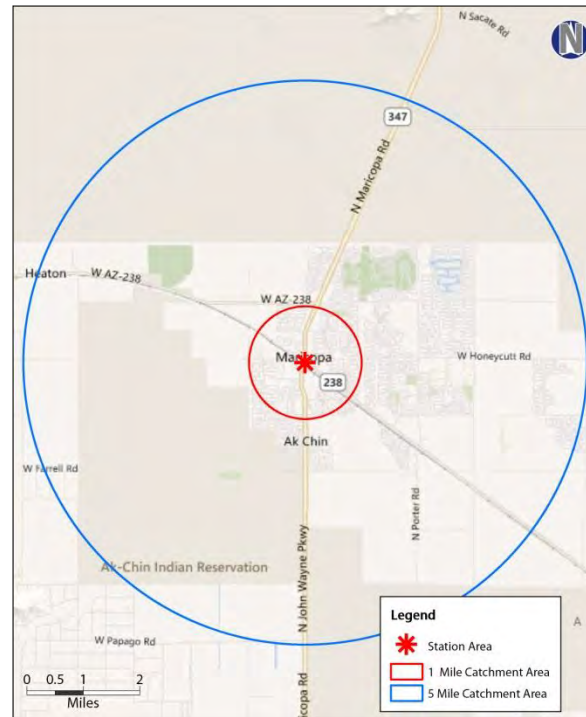 N Sacate Rd
N
347
N Maricopa Rd
Heaton
W AZ-238
W AZ-238
Maricopa
W Honeycutt Rd
238
Ak Chin
W Farrell Rd
N Porter Rd
N John Wayne Pkwy
Ak-Chin Indian Reservation
W Papago Rd
Legend
Station Area
1 Mile Catchment Area
5 Mile Catchment Area
A
0 0.5 1 2
Miles
ricopa Rd